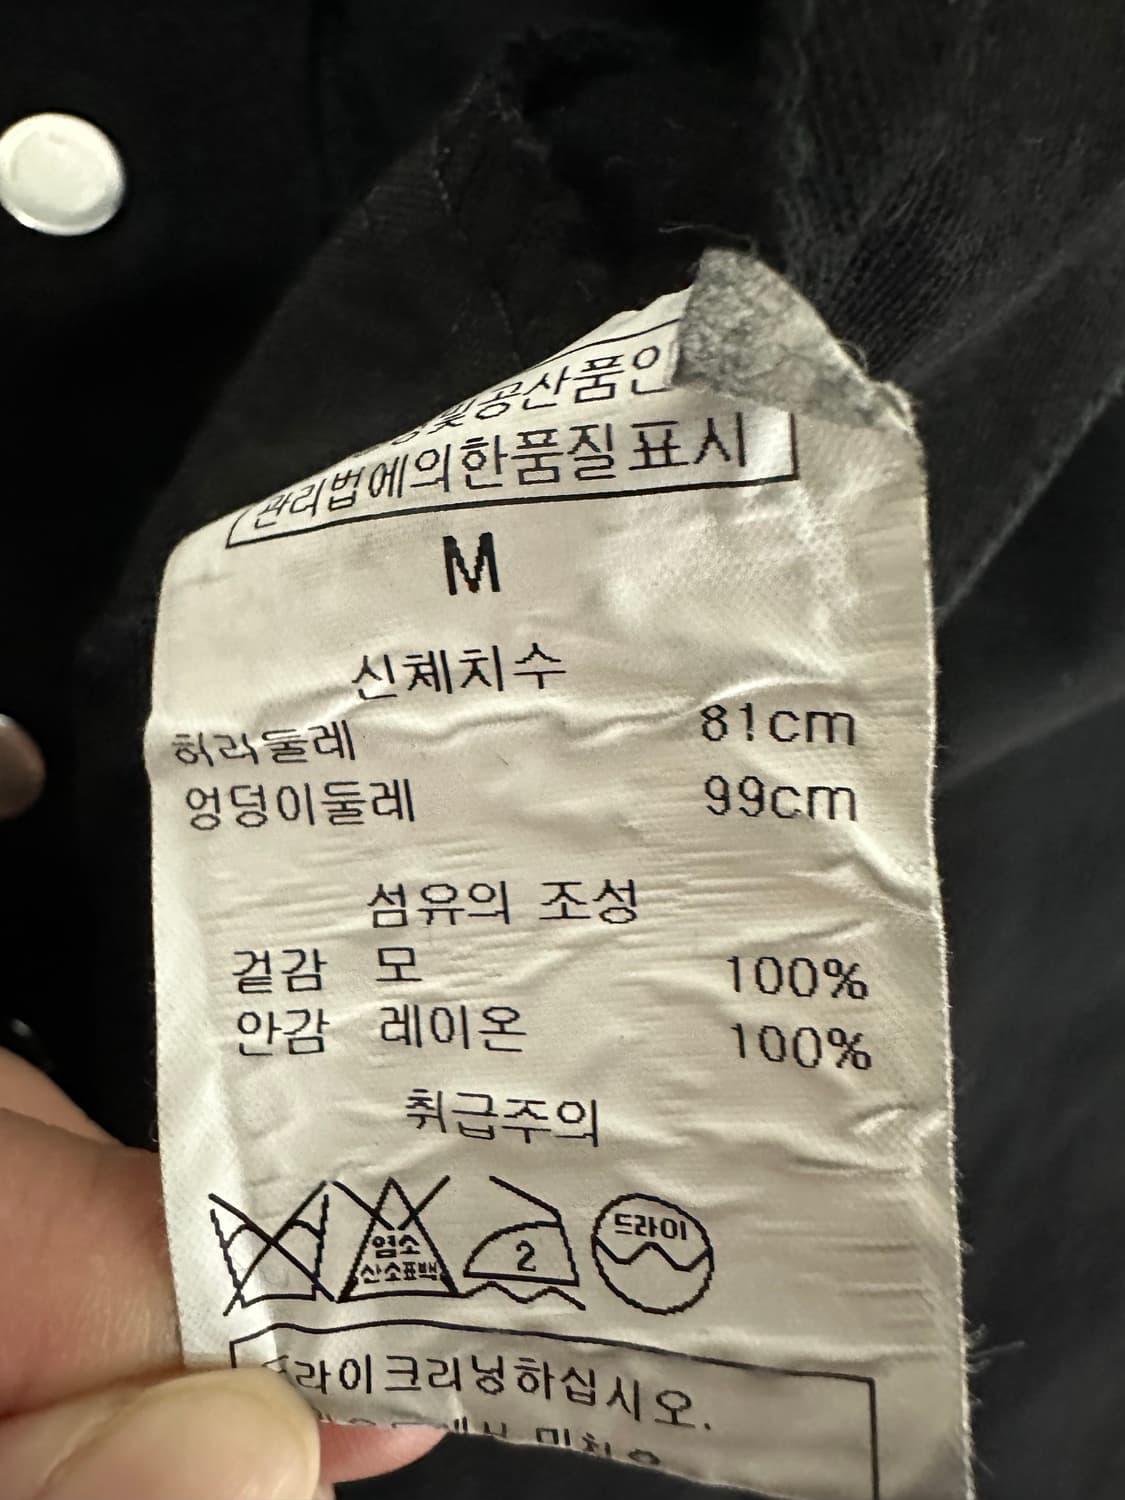 및공산품안
관리법에의한품질표시
M
신체치수
허리둘레 81cm
엉덩이둘레 99cm
섬유의 조성
겉감 모 100%
안감 레이온 100%
취급주의
염소
산소표백
2
드라이
드라이크리닝하십시오.